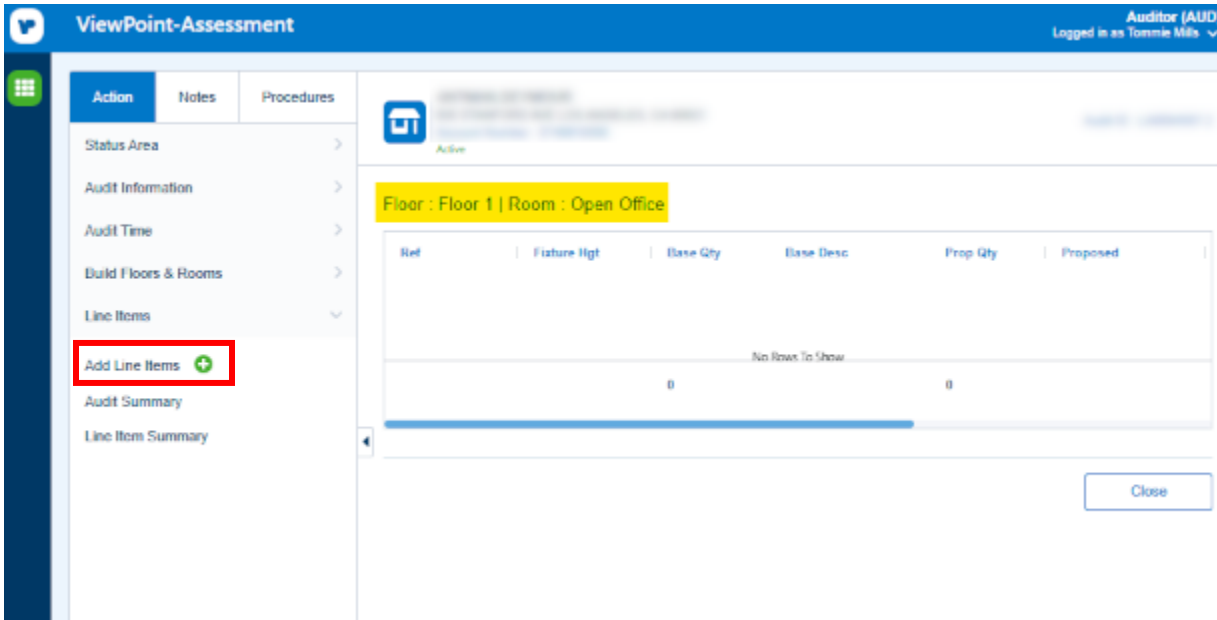 ViewPoint-Assessment
Auditor (AUD
Logged in as Tommie Mills
Action Notes Procedures
Status Area
Audit Information
Audit Time
Build Floors & Rooms
Line Items
Add Line Items
Audit Summary
Line Item Summary
Active
Floor : Floor 1 | Room : Open Office
Ref Fixture Hgt Base Qty Base Desc Prop Qty Proposed
No Rows To Show
0 0
Close